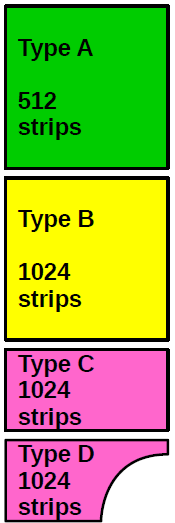 Type A
512
strips
Type B
1024
strips
Type C
1024
strips
Type D
1024
strips